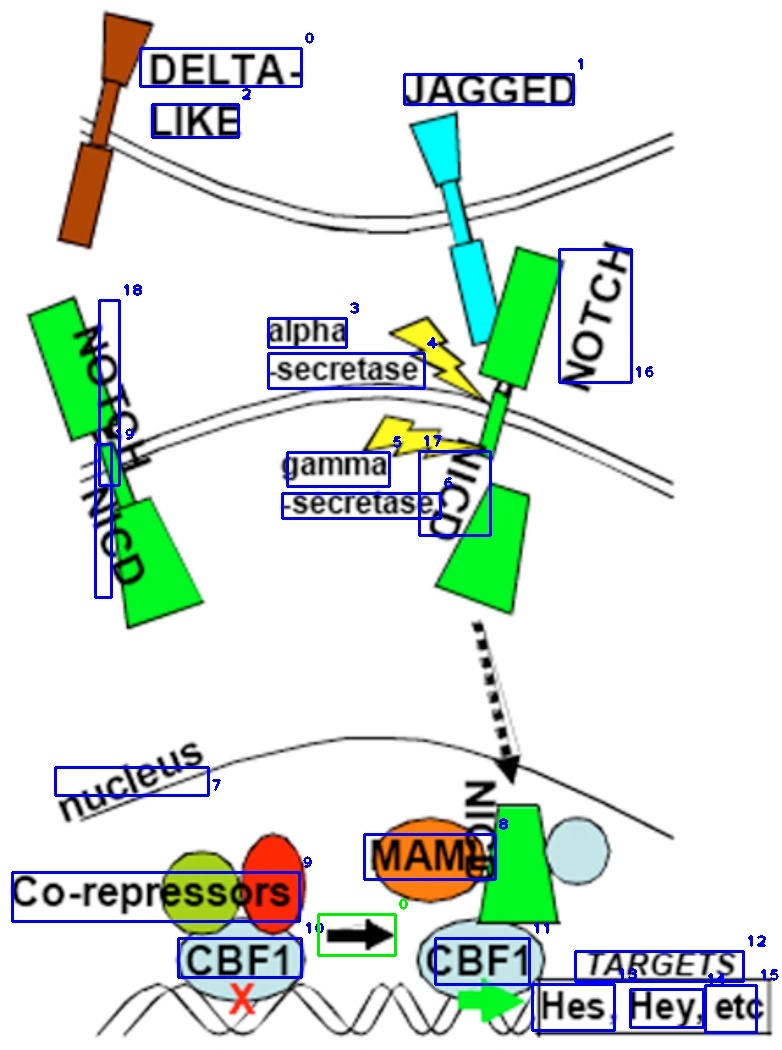 DELTA-
LIKE
JAGGED
NOTCH
NOTCH
alpha
-secretase
gamma
-secretase
NICD
NICD
nucleus
NICD
MAML
Co-repressors
CBF1
CBF1
X
TARGETS
Hes, Hey, etc
0
1
2
3
4
5
6
7
8
9
10
11
12
13
14
15
16
17
18
19
0